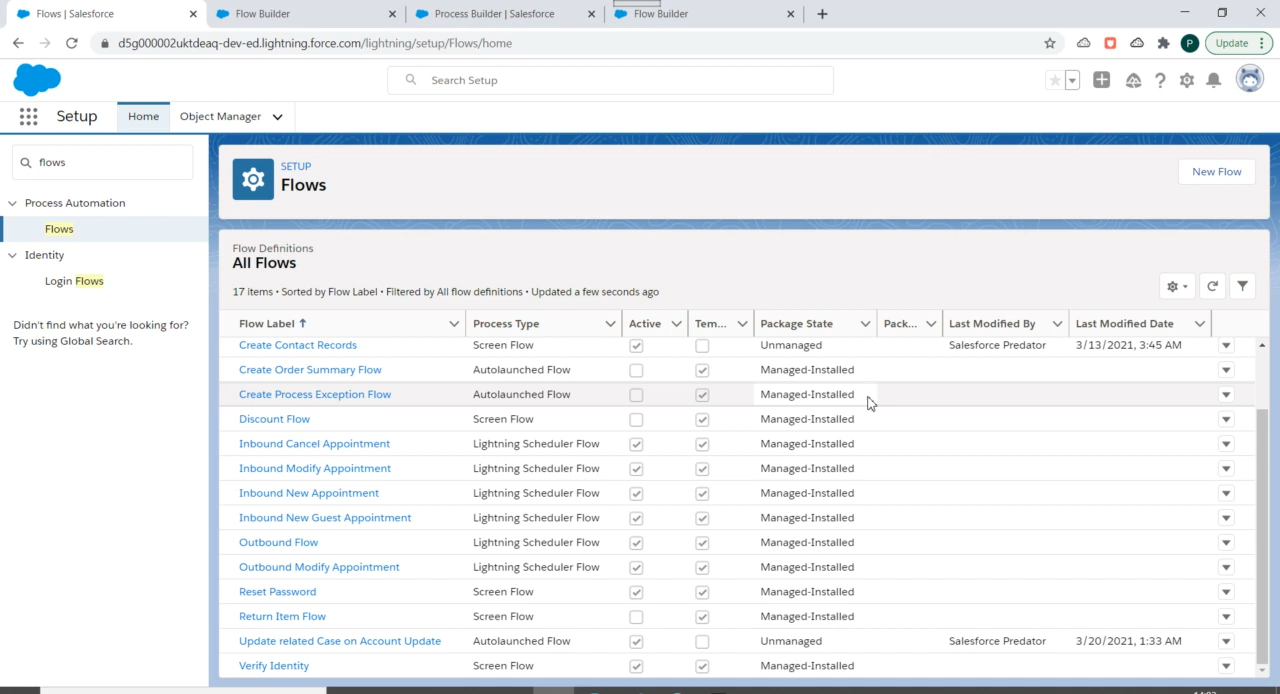 Flows | Salesforce
Flow Builder
Process Builder | Salesforce
Flow Builder
d5g000002uktdeaq-dev-ed.lightning.force.com/lightning/setup/Flows/home
P
Update
Search Setup
Setup
Home
Object Manager
flows
Process Automation
Flows
Identity
Login Flows
Didn't find what you're looking for?
Try using Global Search.
SETUP
Flows
New Flow
Flow Definitions
All Flows
17 items • Sorted by Flow Label • Filtered by All flow definitions • Updated a few seconds ago
Flow Label ↑ Process Type Active Tem... Package State Pack... Last Modified By Last Modified Date
Create Contact Records Screen Flow Unmanaged Salesforce Predator 3/13/2021, 3:45 AM
Create Order Summary Flow Autolaunched Flow Managed-Installed
Create Process Exception Flow Autolaunched Flow Managed-Installed
Discount Flow Screen Flow Managed-Installed
Inbound Cancel Appointment Lightning Scheduler Flow Managed-Installed
Inbound Modify Appointment Lightning Scheduler Flow Managed-Installed
Inbound New Appointment Lightning Scheduler Flow Managed-Installed
Inbound New Guest Appointment Lightning Scheduler Flow Managed-Installed
Outbound Flow Lightning Scheduler Flow Managed-Installed
Outbound Modify Appointment Lightning Scheduler Flow Managed-Installed
Reset Password Screen Flow Managed-Installed
Return Item Flow Screen Flow Managed-Installed
Update related Case on Account Update Autolaunched Flow Unmanaged Salesforce Predator 3/20/2021, 1:33 AM
Verify Identity Screen Flow Managed-Installed